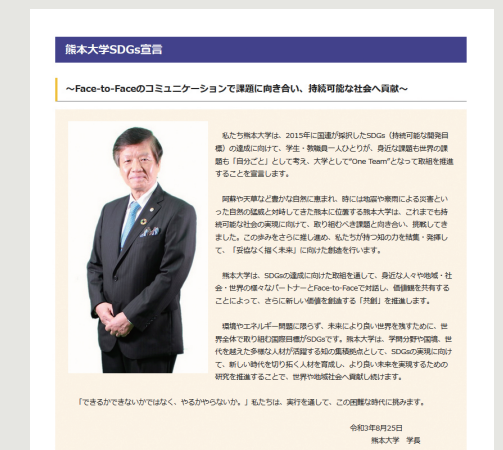 熊本大学SDGs宣言
～Face-to-Faceのコミュニケーションで課題に向き合い、持続可能な社会へ貢献～
私たち熊本大学は、2015年に国連が採択したSDGs（持続可能な開発目
標）の達成に向けて、学生・教職員一人ひとりが、身近な課題も世界の課
題も「自分ごと」として考え、大学として“One Team”となって取組を推進
することを宣言します。
阿蘇や天草など豊かな自然に恵まれ、時には地震や豪雨による災害とい
った自然の猛威と対峙してきた熊本に位置する熊本大学は、これまでも持
続可能な社会の実現に向けて、取り組むべき課題と向き合い、挑戦してき
ました。この歩みをさらに推し進め、私たちが持つ知の力を結集・発揮し
て、「妥協なく描く未来」に向けた創造を行います。
熊本大学は、SDGsの達成に向けた取組を通して、身近な人々や地域・社
会・世界の様々なパートナーとFace-to-Faceで対話し、価値観を共有する
ことによって、さらに新しい価値を創造する「共創」を推進します。
環境やエネルギー問題に限らず、未来により良い世界を残すために、世
界全体で取り組む国際目標がSDGsです。熊本大学は、学問分野や国境、世
代を越えた多様な人材が活躍する知の集積拠点として、SDGsの実現に向け
て、新しい時代を切り拓く人材を育成し、より良い未来を実現するための
研究を推進することで、世界や地域社会へ貢献し続けます。
「できるかできないかではなく、やるかやらないか。」私たちは、実行を通して、この困難な時代に挑みます。
令和3年8月25日
熊本大学 学長